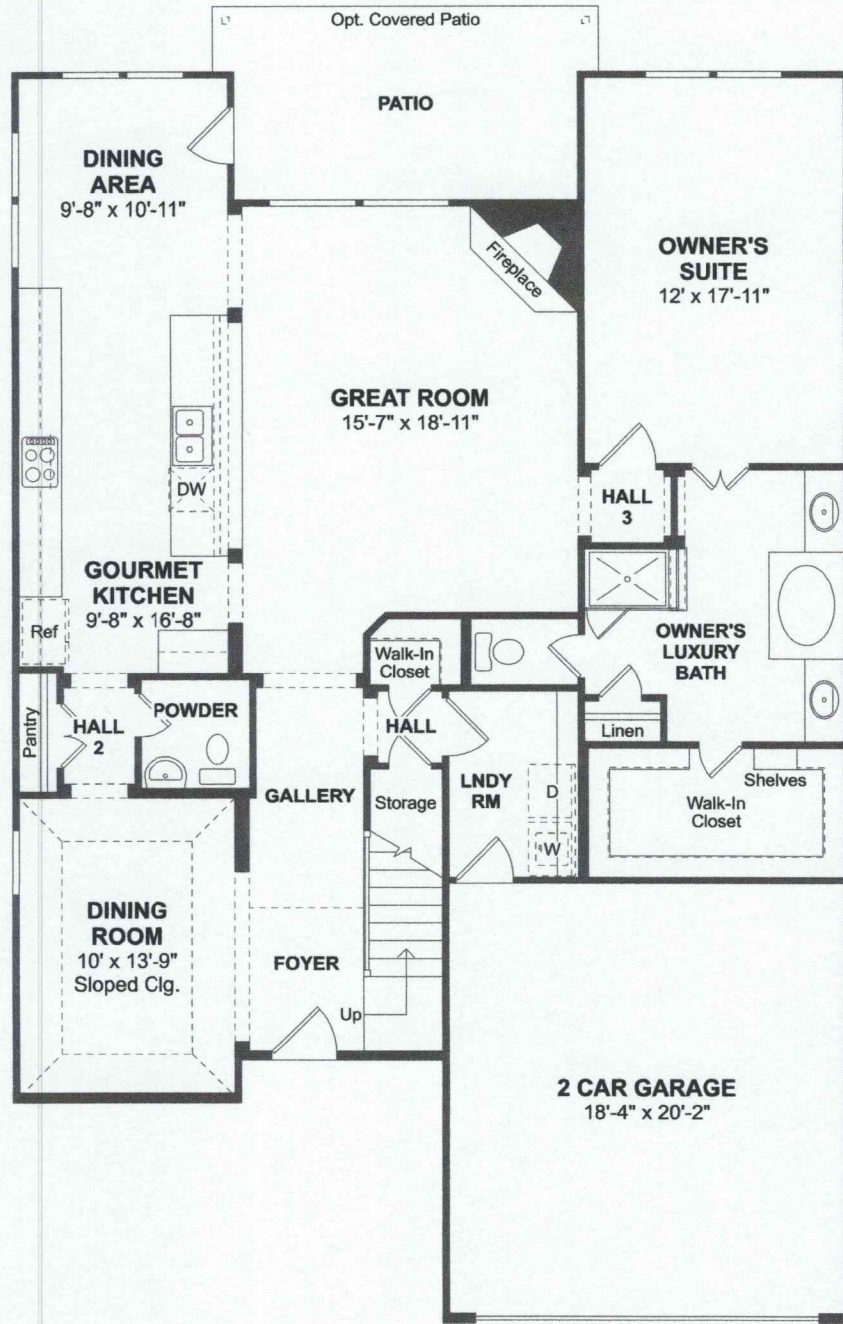 Opt. Covered Patio
PATIO
DINING
AREA
9'-8" x 10'-11"
Fireplace
OWNER'S
SUITE
12' x 17'-11"
GREAT ROOM
15'-7" x 18'-11"
DW
HALL
3
GOURMET
KITCHEN
9'-8" x 16'-8"
Ref
Walk-In
Closet
OWNER'S
LUXURY
BATH
Pantry
HALL
2
POWDER
HALL
Linen
GALLERY
Storage
LNDY
RM
D
W
Shelves
Walk-In
Closet
DINING
ROOM
10' x 13'-9"
Sloped Clg.
FOYER
Up
2 CAR GARAGE
18'-4" x 20'-2"